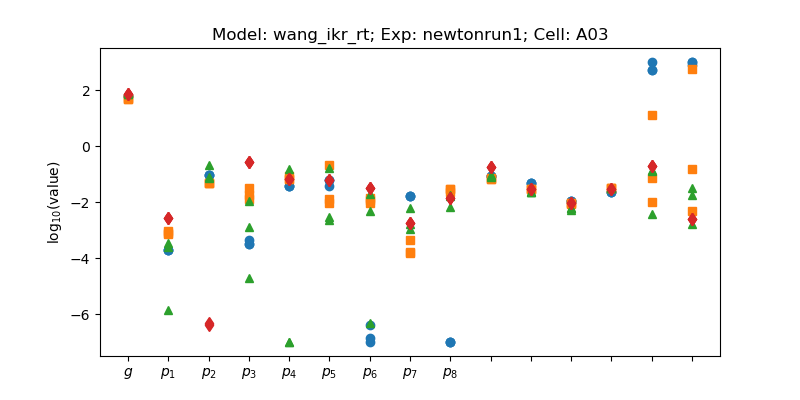 Model: wang_ikr_rt; Exp: newtonrun1; Cell: A03
log₁₀(value)
2
0
−2
−4
−6
g p₁ p₂ p₃ p₄ p₅ p₆ p₇ p₈